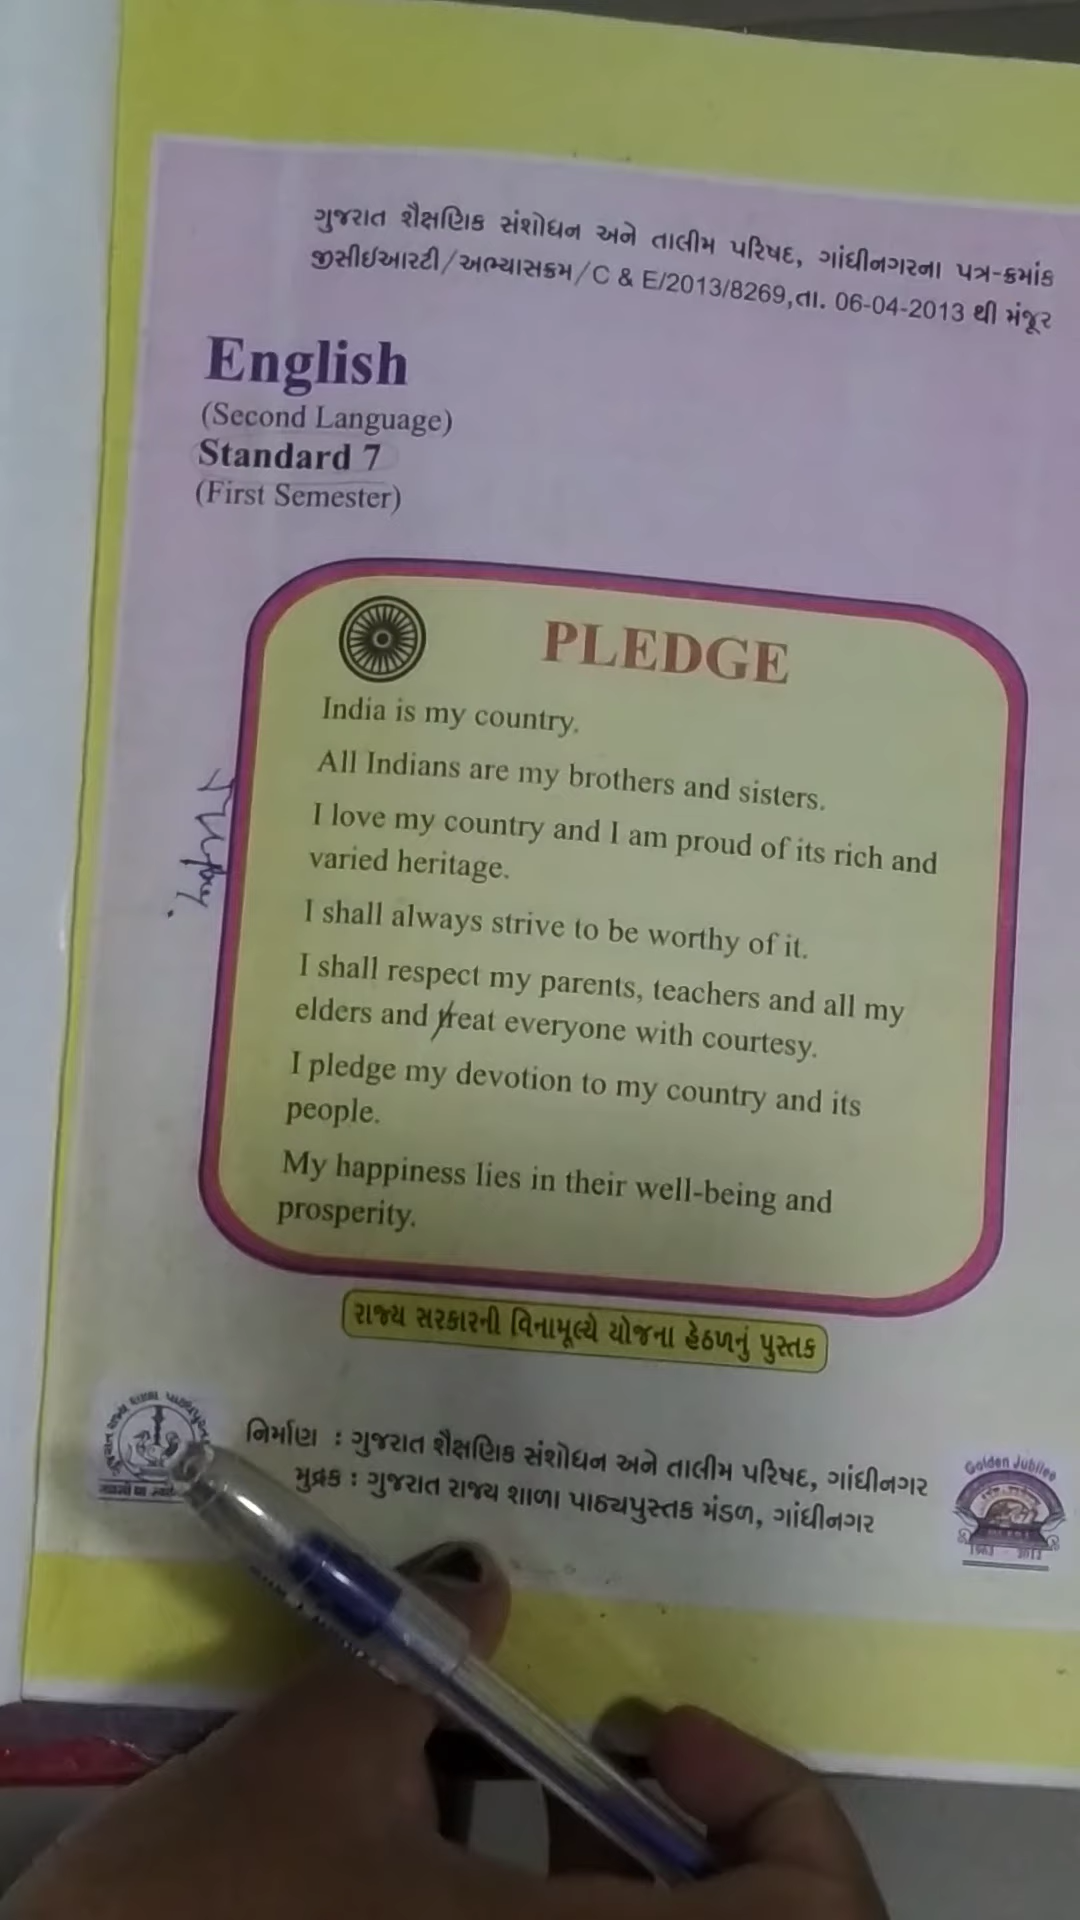 ગુજરાત શૈક્ષણિક સંશોધન અને તાલીમ પરિષદ, ગાંધીનગરના પત્ર-ક્રમાંક
જીસીઈઆરટી/અભ્યાસક્રમ/C & E/2013/8269,તા. 06-04-2013 થી મંજૂર
English
(Second Language)
Standard 7
(First Semester)
PLEDGE
India is my country.
All Indians are my brothers and sisters.
I love my country and I am proud of its rich and
varied heritage.
I shall always strive to be worthy of it.
I shall respect my parents, teachers and all my
elders and treat everyone with courtesy.
I pledge my devotion to my country and its
people.
My happiness lies in their well-being and
prosperity.
રાજ્ય સરકારની વિનામૂલ્યે યોજના હેઠળનું પુસ્તક
નિર્માણ : ગુજરાત શૈક્ષણિક સંશોધન અને તાલીમ પરિષદ, ગાંધીનગર
મુદ્રક : ગુજરાત રાજ્ય શાળા પાઠ્યપુસ્તક મંડળ, ગાંધીનગર
Golden Jubilee